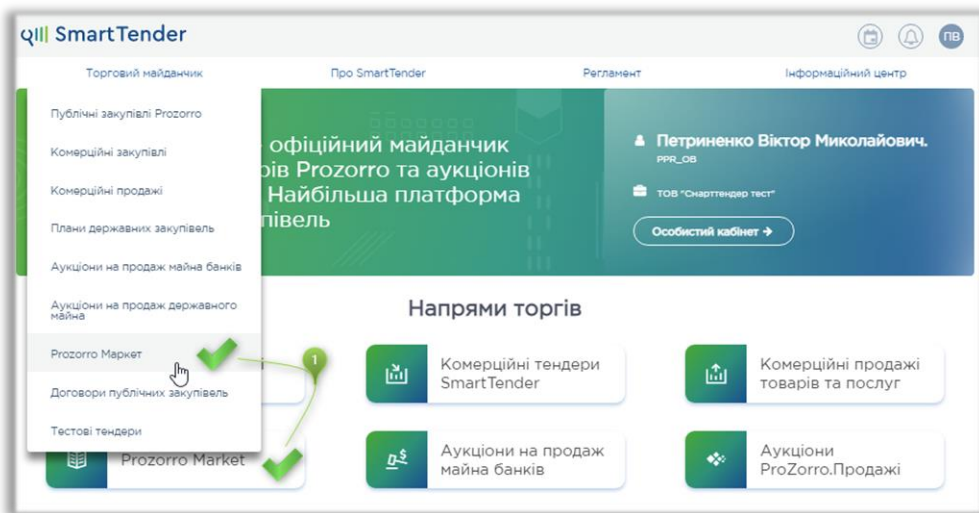 SmartTender
ПВ
Торговий майданчик
Про SmartTender
Регламент
Інформаційний центр
Публічні закупівлі Prozorro
Комерційні закупівлі
Комерційні продажі
Плани державних закупівель
Аукціони на продаж майна банків
Аукціони на продаж державного
майна
Prozorro Маркет
Договори публічних закупівель
Тестові тендери
офіційний майданчик
Prozorro та аукціонів
Найбільша платформа
Петриненко Віктор Миколайович.
PPR_OB
ТОВ "Снарттендер тест"
Особистий кабінет →
Напрями торгів
1
Комерційні тендери
SmartTender
Комерційні продажі
товарів та послуг
Prozorro Market
Аукціони на продаж
майна банків
Аукціони
ProZorro.Продажі